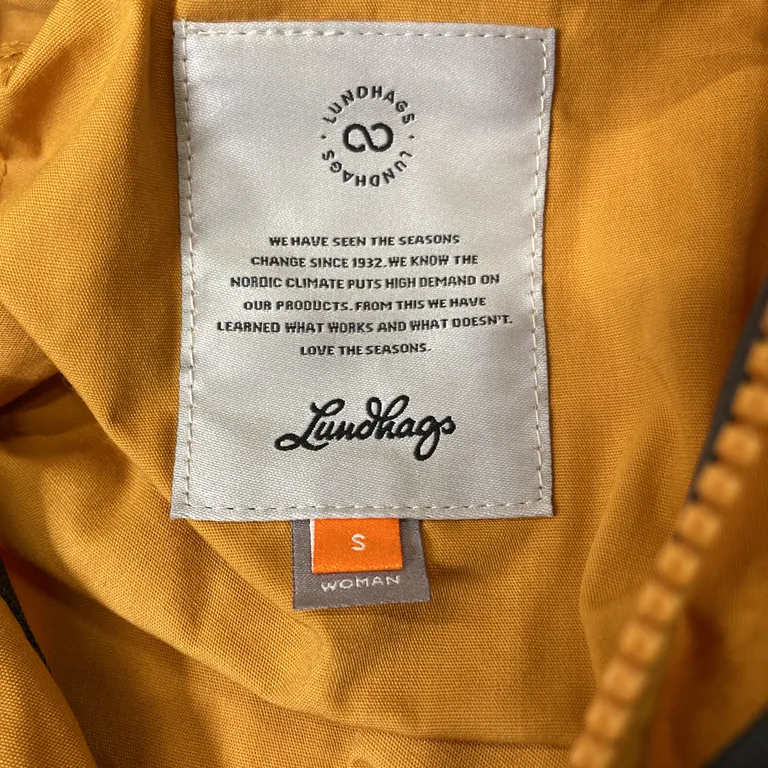 LUNDHAGS · LUNDHAGS ·
WE HAVE SEEN THE SEASONS
CHANGE SINCE 1932. WE KNOW THE
NORDIC CLIMATE PUTS HIGH DEMAND ON
OUR PRODUCTS. FROM THIS WE HAVE
LEARNED WHAT WORKS AND WHAT DOESN'T.
LOVE THE SEASONS.
Lundhags
S
WOMAN